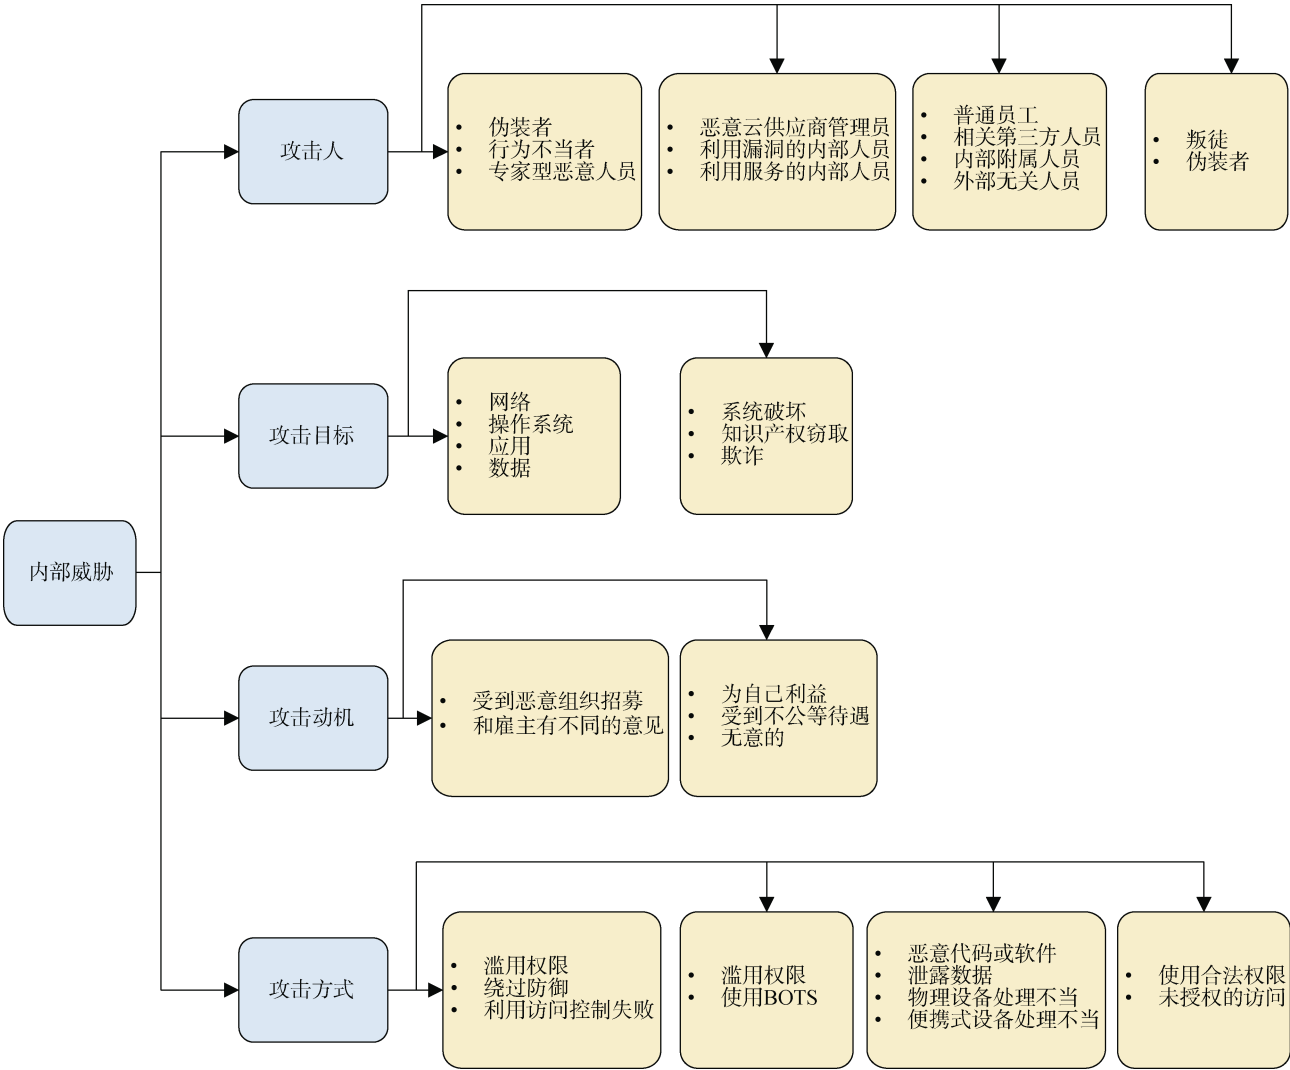 攻击人
• 伪装者
• 行为不当者
• 专家型恶意人员
• 恶意云供应商管理员
• 利用漏洞的内部人员
• 利用服务的内部人员
• 普通员工
• 相关第三方人员
• 内部附属人员
• 外部无关人员
• 叛徒
• 伪装者
攻击目标
• 网络
• 操作系统
• 应用
• 数据
• 系统破坏
• 知识产权窃取
• 欺诈
内部威胁
攻击动机
• 受到恶意组织招募
• 和雇主有不同的意见
• 为自己利益
• 受到不公等待遇
• 无意的
攻击方式
• 滥用权限
• 绕过防御
• 利用访问控制失败
• 滥用权限
• 使用BOTS
• 恶意代码或软件
• 泄露数据
• 物理设备处理不当
• 便携式设备处理不当
• 使用合法权限
• 未授权的访问